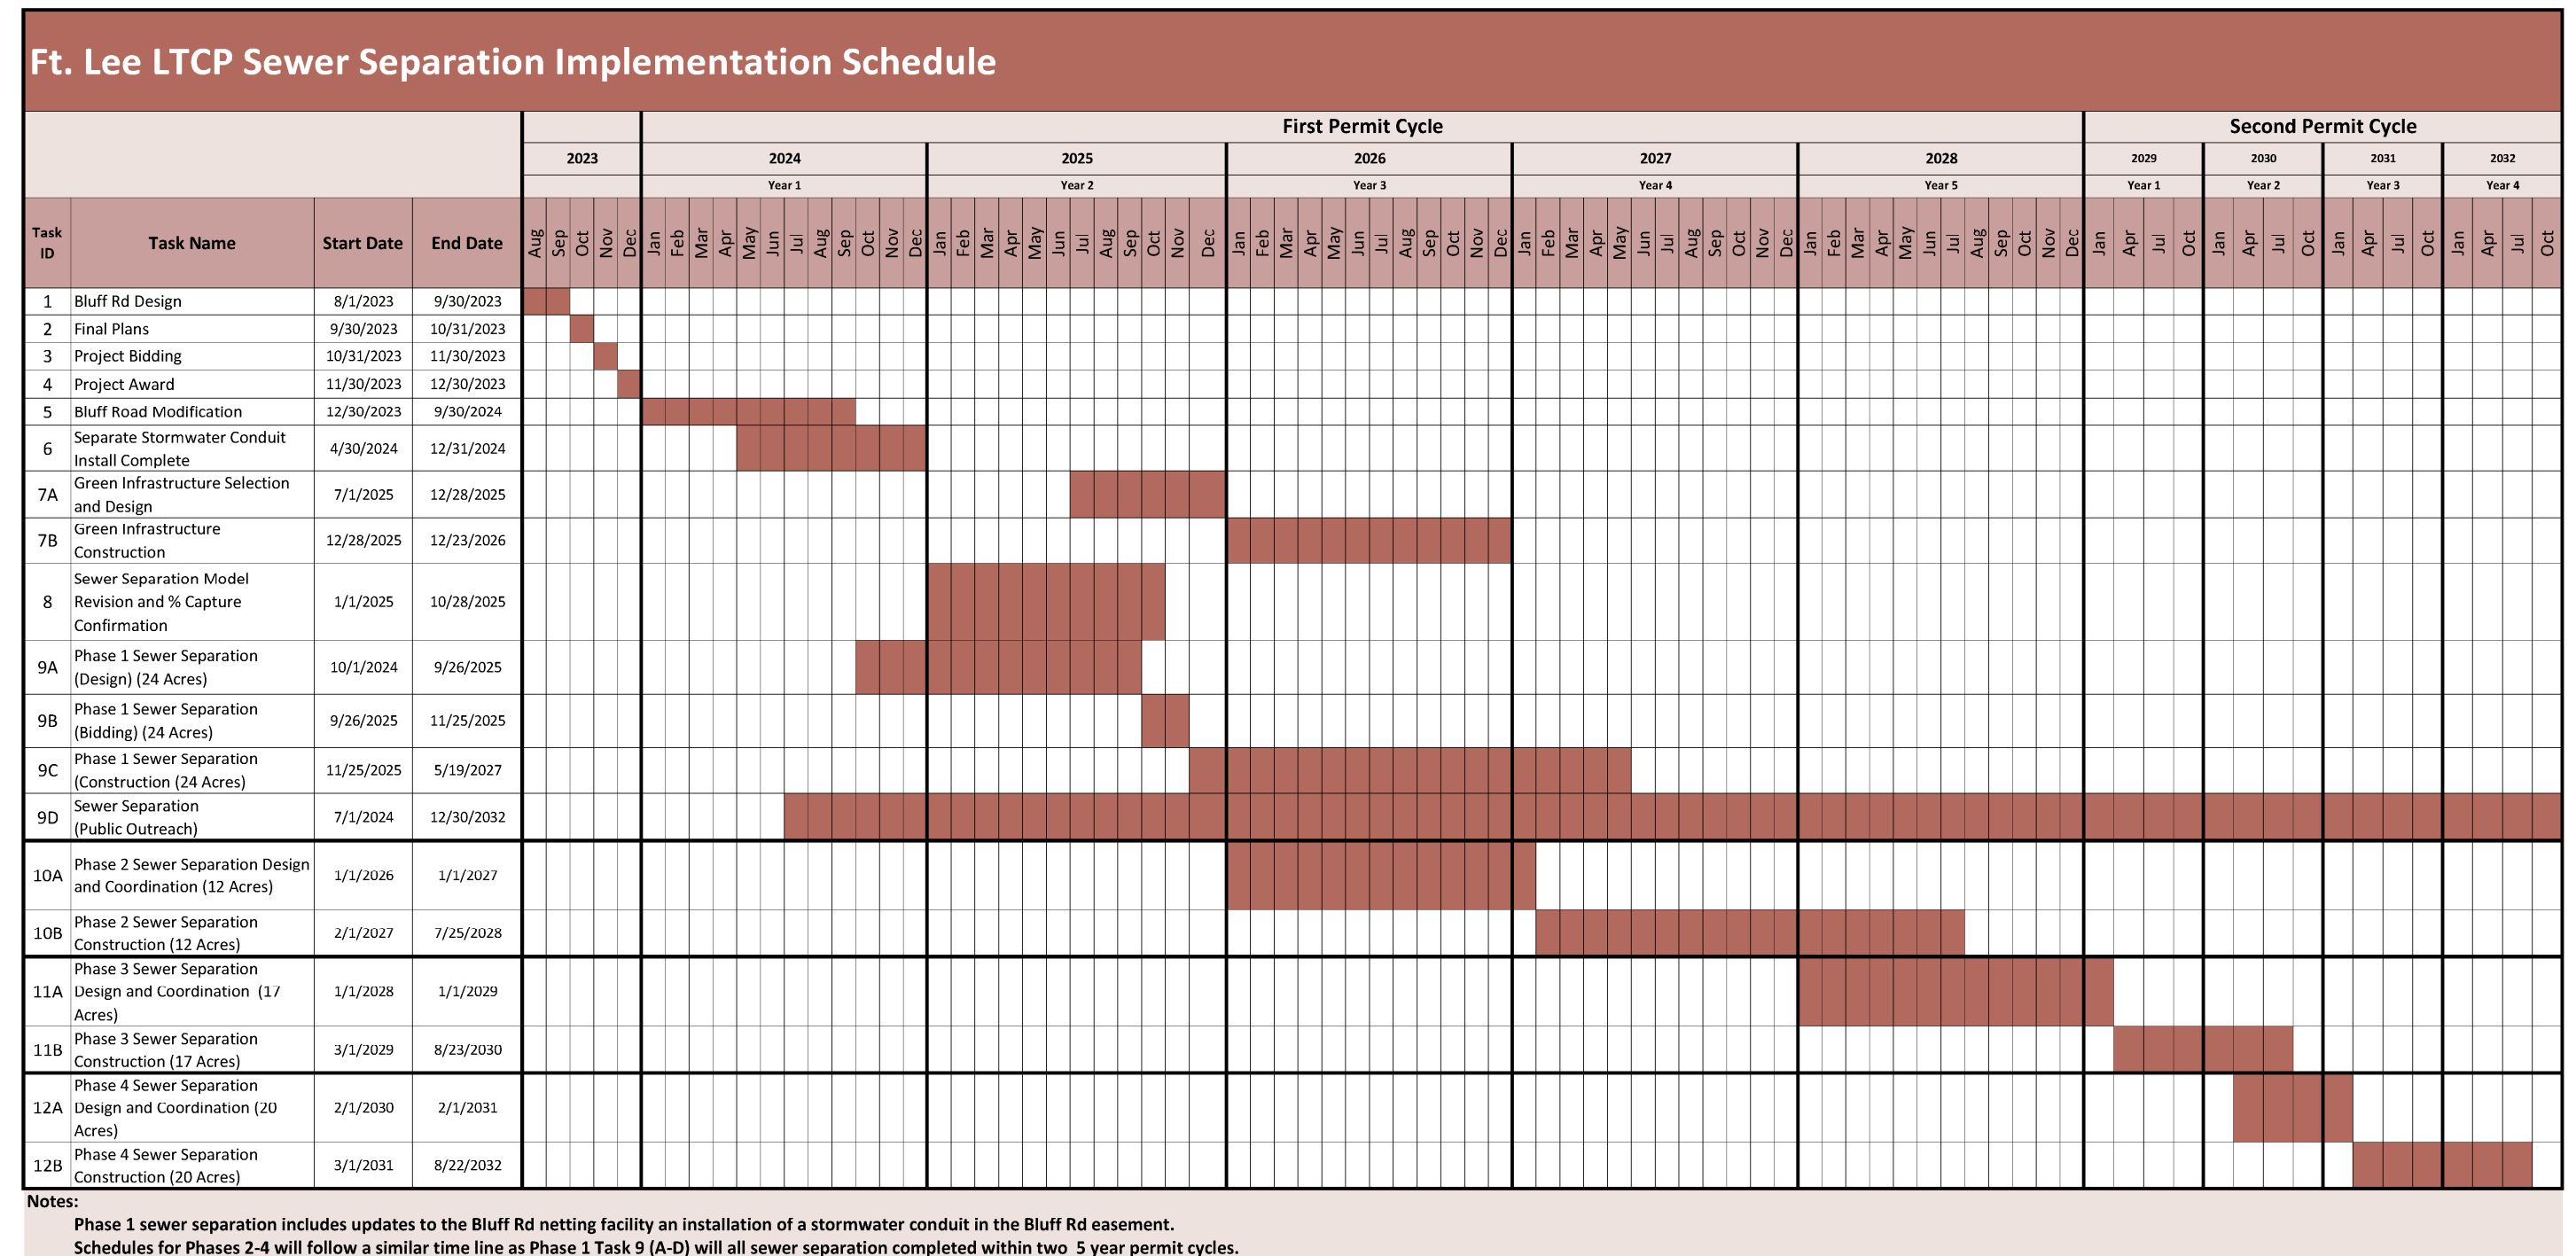 Ft. Lee LTCP Sewer Separation Implementation Schedule
First Permit Cycle Second Permit Cycle
2023 2024 2025 2026 2027 2028 2029 2030 2031 2032
Year 1 Year 2 Year 3 Year 4 Year 5 Year 1 Year 2 Year 3 Year 4
Task ID Task Name Start Date End Date Aug Sep Oct Nov Dec Jan Feb Mar Apr May Jun Jul Aug Sep Oct Nov Dec Jan Feb Mar Apr May Jun Jul Aug Sep Oct Nov Dec Jan Feb Mar Apr May Jun Jul Aug Sep Oct Nov Dec Jan Feb Mar Apr May Jun Jul Aug Sep Oct Nov Dec Jan Feb Mar Apr May Jun Jul Aug Sep Oct Nov Dec Jan Apr Jul Oct Jan Apr Jul Oct Jan Apr Jul Oct Jan Apr Jul Oct
1 Bluff Rd Design 8/1/2023 9/30/2023
2 Final Plans 9/30/2023 10/31/2023
3 Project Bidding 10/31/2023 11/30/2023
4 Project Award 11/30/2023 12/30/2023
5 Bluff Road Modification 12/30/2023 9/30/2024
6 Separate Stormwater Conduit
Install Complete 4/30/2024 12/31/2024
7A Green Infrastructure Selection
and Design 7/1/2025 12/28/2025
7B Green Infrastructure
Construction 12/28/2025 12/23/2026
8 Sewer Separation Model
Revision and % Capture
Confirmation 1/1/2025 10/28/2025
9A Phase 1 Sewer Separation
(Design) (24 Acres) 10/1/2024 9/26/2025
9B Phase 1 Sewer Separation
(Bidding) (24 Acres) 9/26/2025 11/25/2025
9C Phase 1 Sewer Separation
(Construction (24 Acres) 11/25/2025 5/19/2027
9D Sewer Separation
(Public Outreach) 7/1/2024 12/30/2032
10A Phase 2 Sewer Separation Design
and Coordination (12 Acres) 1/1/2026 1/1/2027
10B Phase 2 Sewer Separation
Construction (12 Acres) 2/1/2027 7/25/2028
11A Phase 3 Sewer Separation
Design and Coordination (17
Acres) 1/1/2028 1/1/2029
11B Phase 3 Sewer Separation
Construction (17 Acres) 3/1/2029 8/23/2030
12A Phase 4 Sewer Separation
Design and Coordination (20
Acres) 2/1/2030 2/1/2031
12B Phase 4 Sewer Separation
Construction (20 Acres) 3/1/2031 8/22/2032
Notes:
Phase 1 sewer separation includes updates to the Bluff Rd netting facility an installation of a stormwater conduit in the Bluff Rd easement.
Schedules for Phases 2-4 will follow a similar time line as Phase 1 Task 9 (A-D) will all sewer separation completed within two 5 year permit cycles.